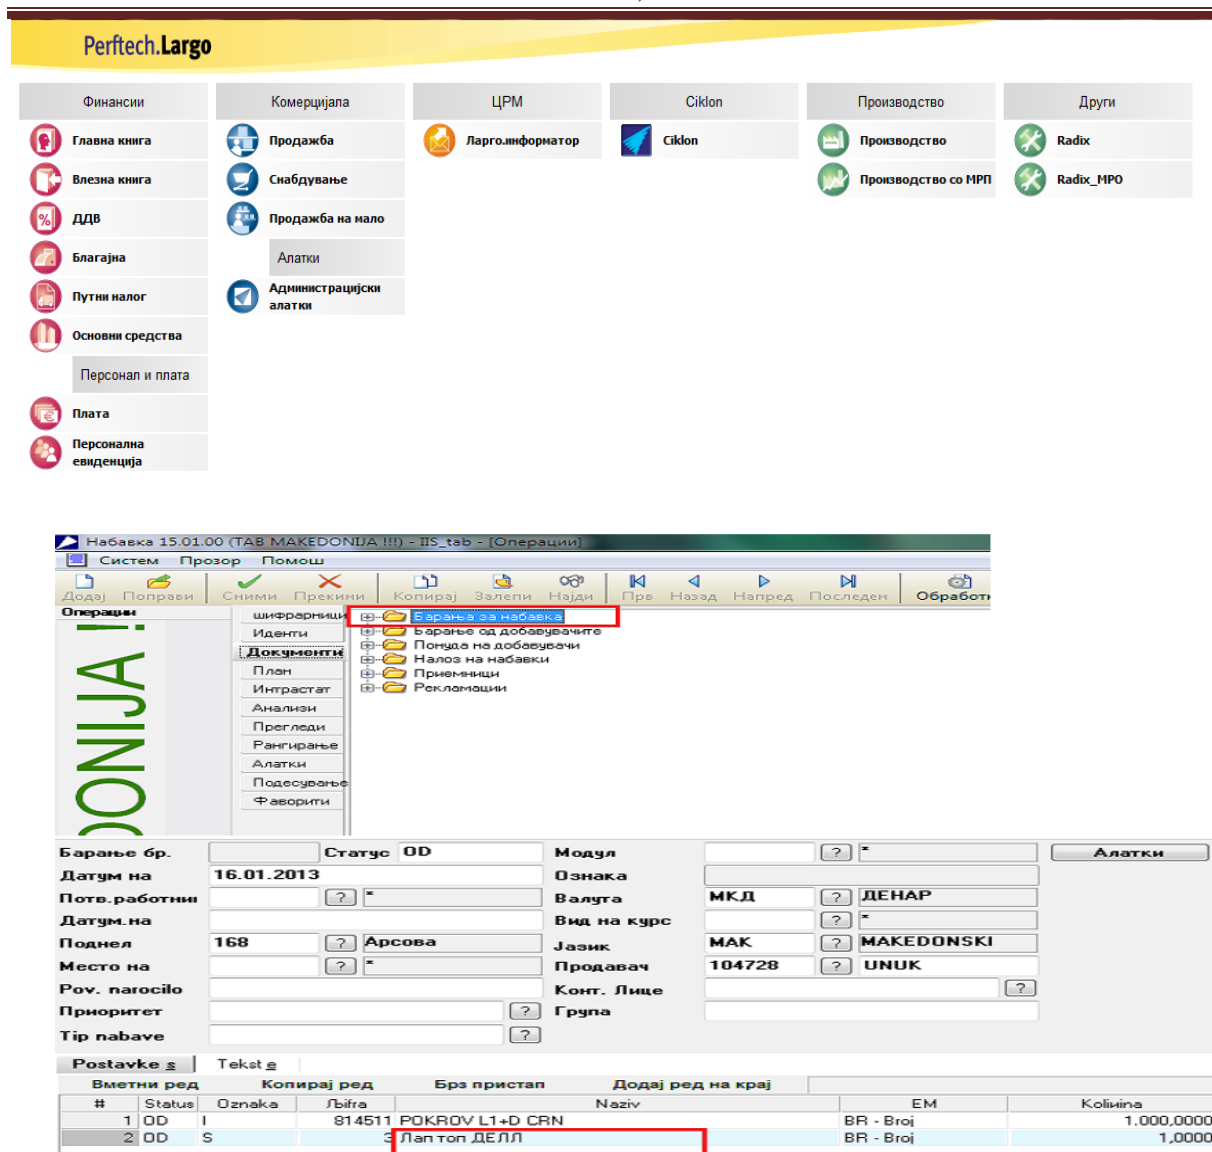 Perftech.Largo
Финансии Комерцијала ЦРМ Ciklon Производство Други
Главна книга Продажба Ларго.информатор Ciklon Производство Radix
Влезна книга Снабдување Производство со МРП Radix_MPO
ДДВ Продажба на мало
Благајна Алатки
Путни налог Администрацијски
алатки
Основни средства
Персонал и плата
Плата
Персонална
евиденција
Набавка 15.01.00 (TAB MAKEDONIJA !!!) - IIS_tab - [Операции]
Систем Прозор Помош
Додај Поправи Сними Прекини Копирај Залепи Најди Прв Назад Напред Последен
Операции шифрарници Барања за набавка
Иденти Барање од добавувачите
Документи Понуда на добавувачи
План Налоз на набавки
Интрастат Приемници
Анализи Рекламации
Прегледи
Рангирање
Алатки
Подесување
Фаворити
DONIJA !
Барање бр. Статус OD Модул ? * Алатки
Датум на 16.01.2013 Ознака
Потв.работни ? * Валута МКД ? ДЕНАР
Датум.на Вид на курс ? *
Поднел 168 ? Арсова Јазик МАК ? MAKEDONSKI
Место на ? * Продавач 104728 ? UNUK
Pov. narocilo Конт. Лице ?
Приоритет ? Група
Tip nabave ?
Postavke s Tekst e
Вметни ред Копирај ред Брз пристап Додај ред на крај
# Status Oznaka Љifra Naziv EM Koliиina
1 OD I 814511 POKROV L1+D CRN BR - Broj 1.000,0000
2 OD S 3 Лап топ ДЕЛЛ BR - Broj 1,0000